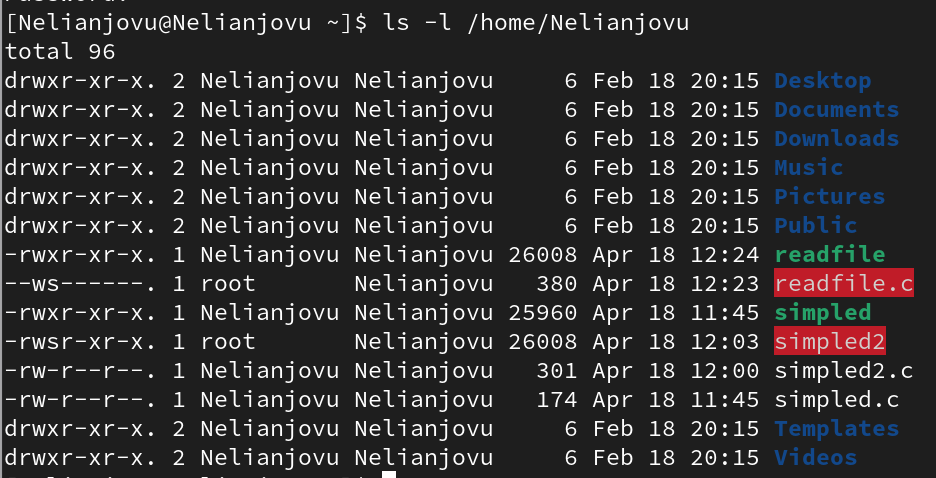 [Nelianjovu@Nelianjovu ~]$ ls -l /home/Nelianjovu
total 96
drwxr-xr-x. 2 Nelianjovu Nelianjovu     6 Feb 18 20:15 Desktop
drwxr-xr-x. 2 Nelianjovu Nelianjovu     6 Feb 18 20:15 Documents
drwxr-xr-x. 2 Nelianjovu Nelianjovu     6 Feb 18 20:15 Downloads
drwxr-xr-x. 2 Nelianjovu Nelianjovu     6 Feb 18 20:15 Music
drwxr-xr-x. 2 Nelianjovu Nelianjovu     6 Feb 18 20:15 Pictures
drwxr-xr-x. 2 Nelianjovu Nelianjovu     6 Feb 18 20:15 Public
-rwxr-xr-x. 1 Nelianjovu Nelianjovu 26008 Apr 18 12:24 readfile
--ws------. 1 root       Nelianjovu   380 Apr 18 12:23 readfile.c
-rwxr-xr-x. 1 Nelianjovu Nelianjovu 25960 Apr 18 11:45 simpled
-rwsr-xr-x. 1 root       Nelianjovu 26008 Apr 18 12:03 simpled2
-rw-r--r--. 1 Nelianjovu Nelianjovu   301 Apr 18 12:00 simpled2.c
-rw-r--r--. 1 Nelianjovu Nelianjovu   174 Apr 18 11:45 simpled.c
drwxr-xr-x. 2 Nelianjovu Nelianjovu     6 Feb 18 20:15 Templates
drwxr-xr-x. 2 Nelianjovu Nelianjovu     6 Feb 18 20:15 Videos